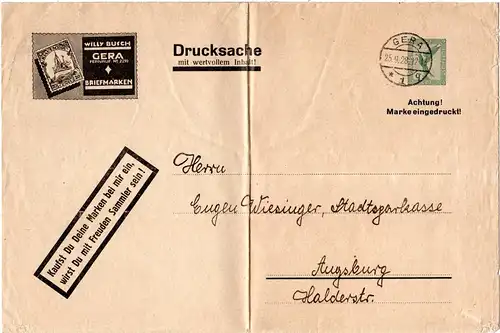 WILLY BUSCH
GERA
BRIEFMARKEN
Drucksache
mit wertvollem Inhalt!
GERA
Achtung!
Marke eingedruckt!
Kaufst Du Deine Marken bei mir ein,
wirst Du mit Freuden Sammler sein!
Herrn
Eugen Wiesinger, Stadtsparkasse
Augsburg
Halderstr.